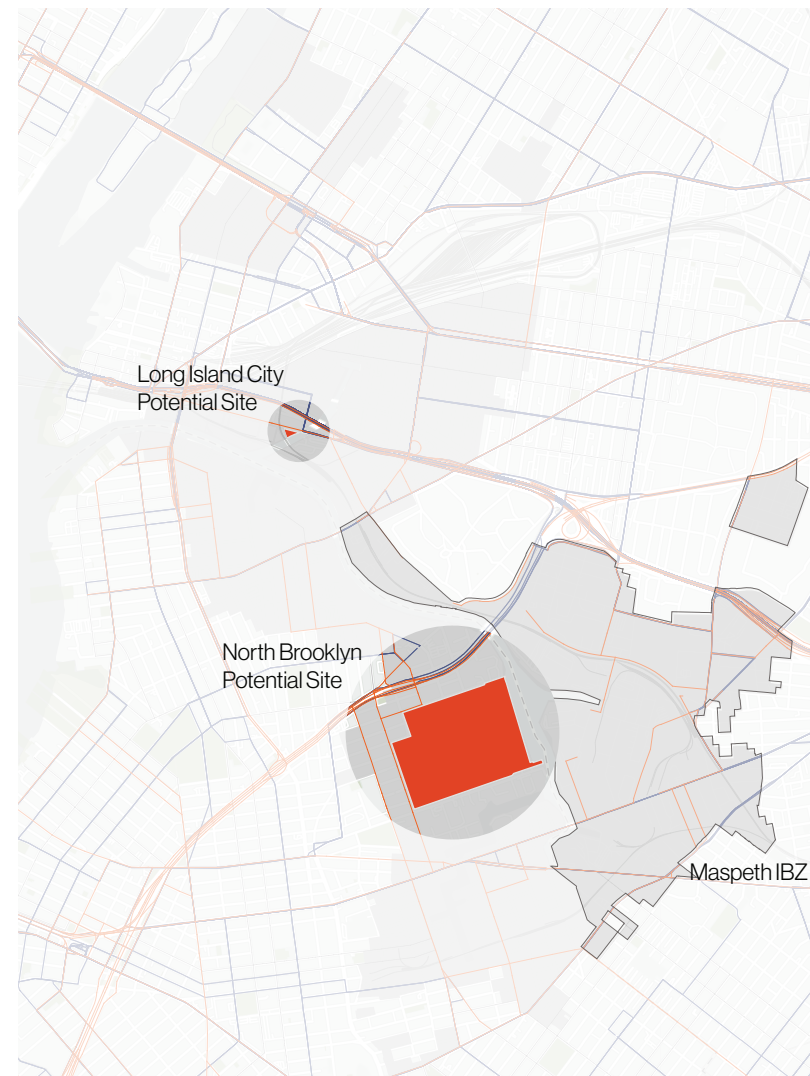 Long Island City
Potential Site
North Brooklyn
Potential Site
Maspeth IBZ